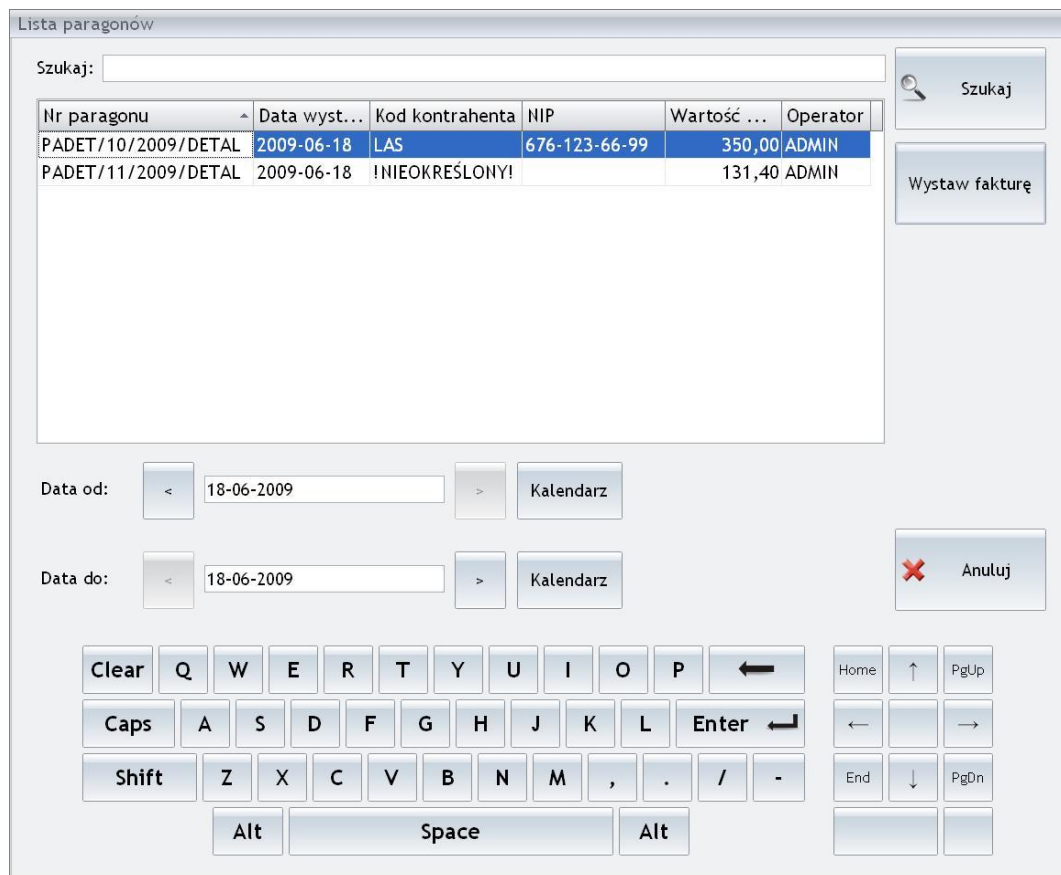 Lista paragonów
Szukaj:
Szukaj
Nr paragonu Data wyst... Kod kontrahenta NIP Wartość ... Operator
PADET/10/2009/DETAL 2009-06-18 LAS 676-123-66-99 350,00 ADMIN
PADET/11/2009/DETAL 2009-06-18 !NIEOKREŚLONY! 131,40 ADMIN
Wystaw fakturę
Data od: < 18-06-2009 > Kalendarz
Data do: < 18-06-2009 > Kalendarz
Anuluj
Clear Q W E R T Y U I O P ← Home ↑ PgUp
Caps A S D F G H J K L Enter ← →
Shift Z X C V B N M , . / - End ↓ PgDn
Alt Space Alt